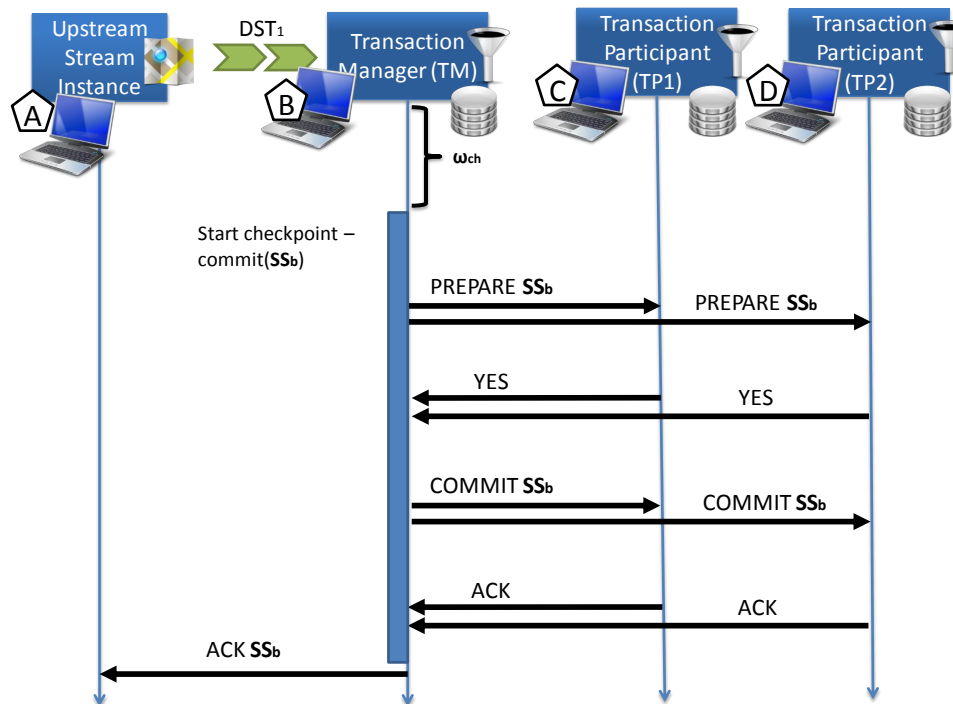 Upstream
Stream
Instance
A
DST1
Transaction
Manager (TM)
B
Transaction
Participant
(TP1)
C
Transaction
Participant
(TP2)
D
ωch
Start checkpoint –
commit(SSb)
PREPARE SSb
PREPARE SSb
YES
YES
COMMIT SSb
COMMIT SSb
ACK
ACK
ACK SSb